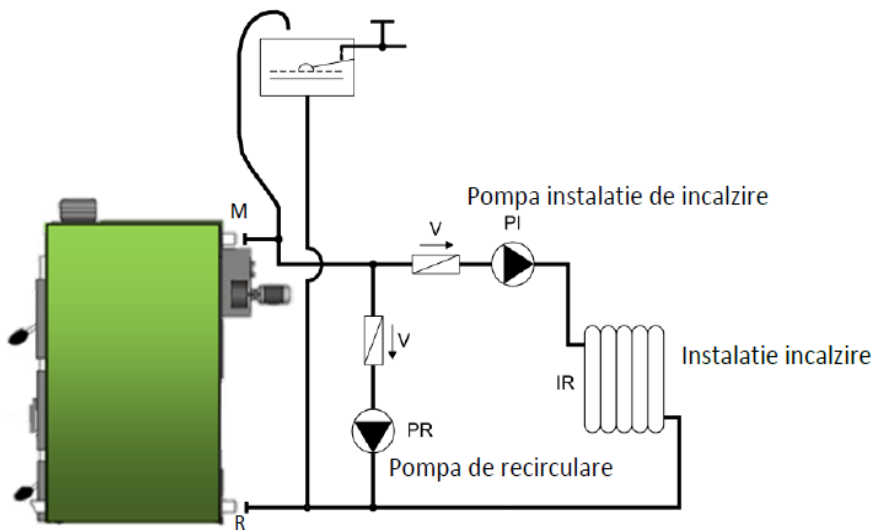 M
Pompa instalatie de incalzire
V
PI
V
Instalatie incalzire
IR
PR
Pompa de recirculare
R